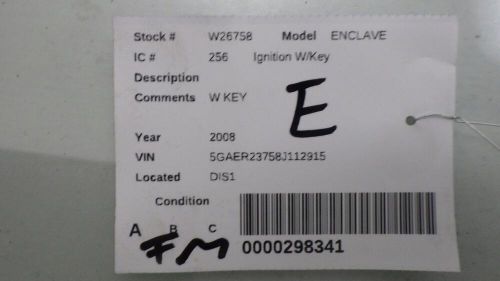 Stock # W26758 Model ENCLAVE
IC # 256 Ignition W/Key
Description
Comments W KEY
E
Year 2008
VIN 5GAER23758J112915
Located DIS1
Condition
A B C
FM 0000298341